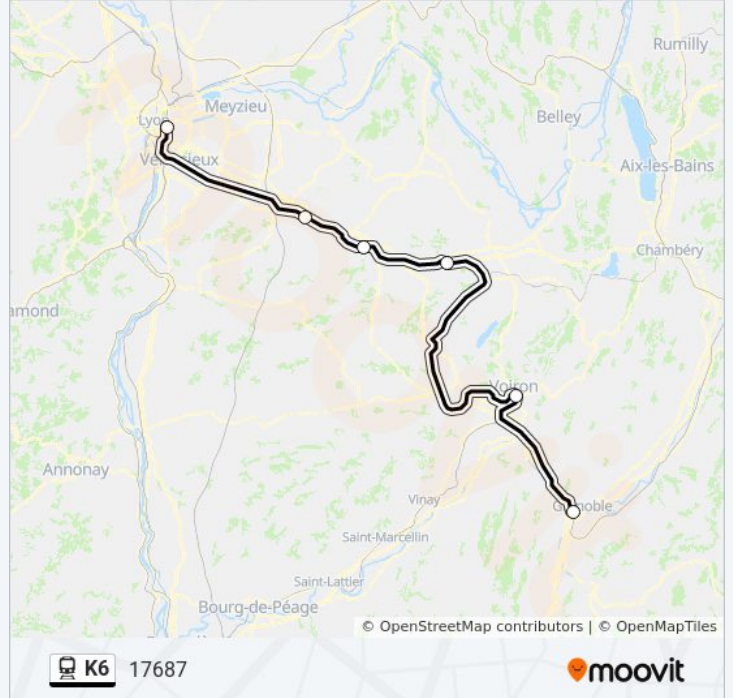 Rumilly
Meyzieu
Lyon
Belley
Vénissieux
Aix-les-Bains
Chambéry
amond
Voiron
Annonay
Vinay
Grenoble
Saint-Marcellin
Saint-Lattier
Bourg-de-Péage
© OpenStreetMap contributors | © OpenMapTiles
K6 17687
moovit